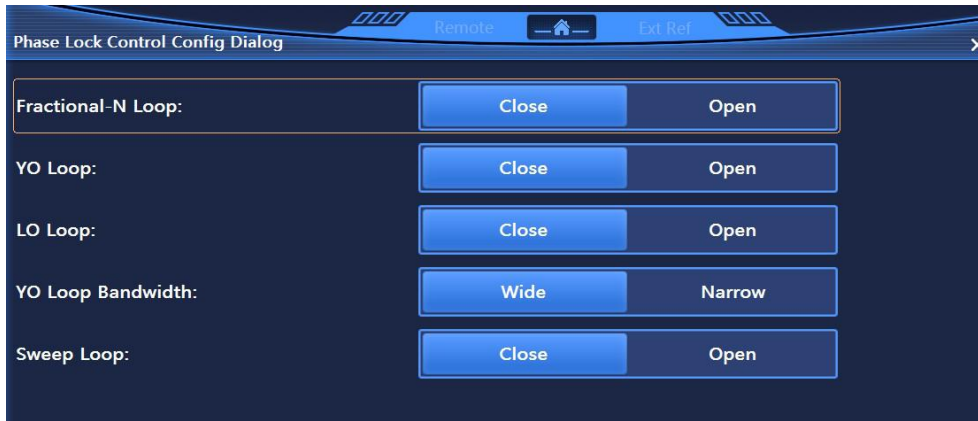 Remote Ext Ref
Phase Lock Control Config Dialog
Fractional-N Loop: Close Open
YO Loop: Close Open
LO Loop: Close Open
YO Loop Bandwidth: Wide Narrow
Sweep Loop: Close Open